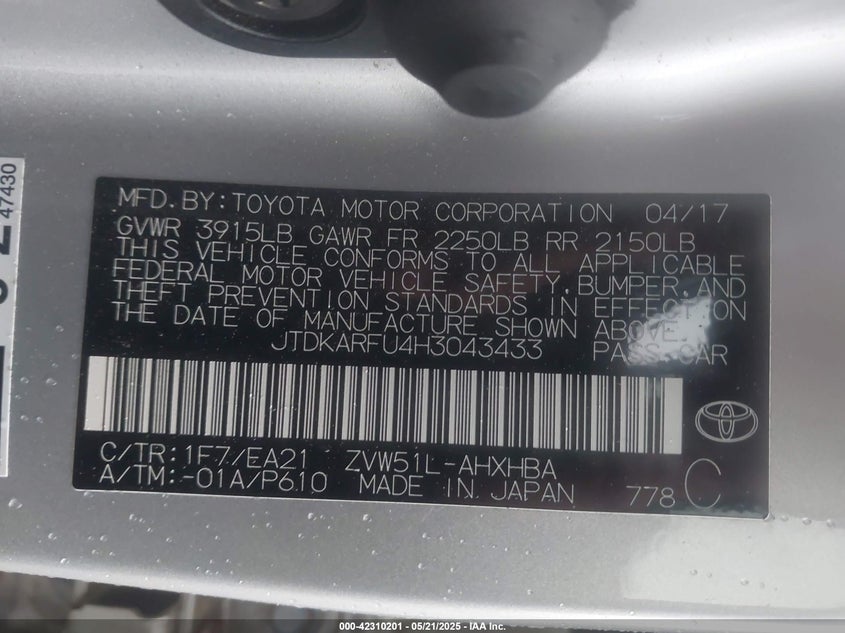 47430
MFD.BY:TOYOTA MOTOR CORPORATION 04/17
GVWR 3915LB GAWR FR 2250LB RR 2150LB
THIS VEHICLE CONFORMS TO ALL APPLICABLE
FEDERAL MOTOR VEHICLE SAFETY, BUMPER, AND
THEFT PREVENTION STANDARDS IN EFFECT ON
THE DATE OF MANUFACTURE SHOWN ABOVE.
JTDKARFU4H3043433 PASS. CAR
C/TR:1F7/EA21 ZVW51L-AHXHBA
A/TM:-01A/P610 MADE IN JAPAN 778 C
000-42310201 - 05/21/2025 - IAA Inc.